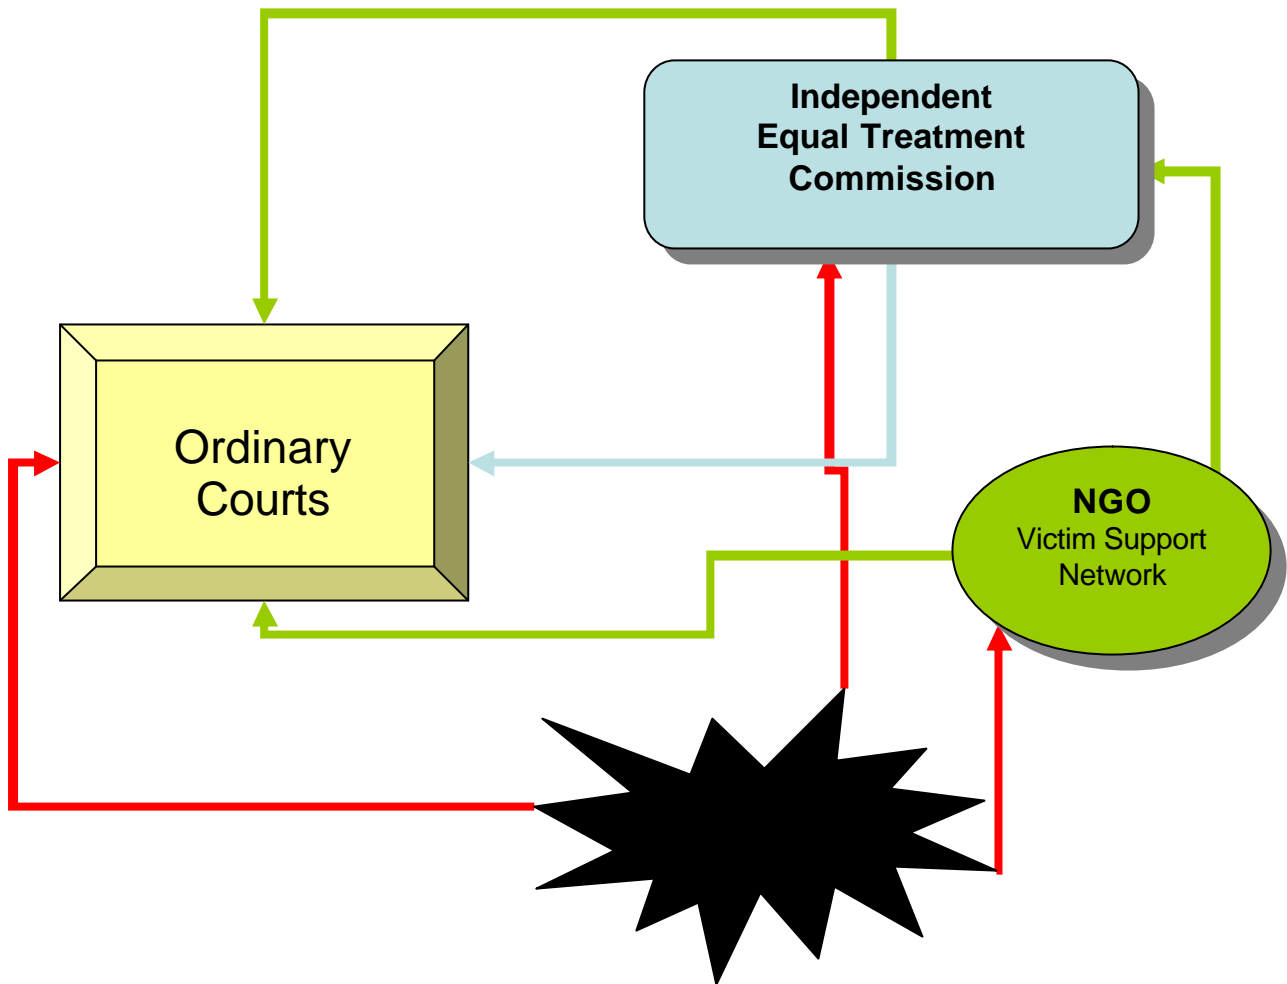 Independent
Equal Treatment
Commission
Ordinary
Courts
NGO
Victim Support
Network